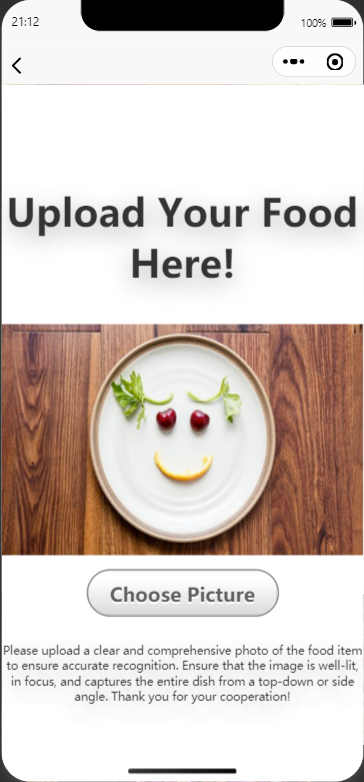 21:12
100%
Upload Your Food
Here!
Choose Picture
Please upload a clear and comprehensive photo of the food item
to ensure accurate recognition. Ensure that the image is well-lit,
in focus, and captures the entire dish from a top-down or side
angle. Thank you for your cooperation!